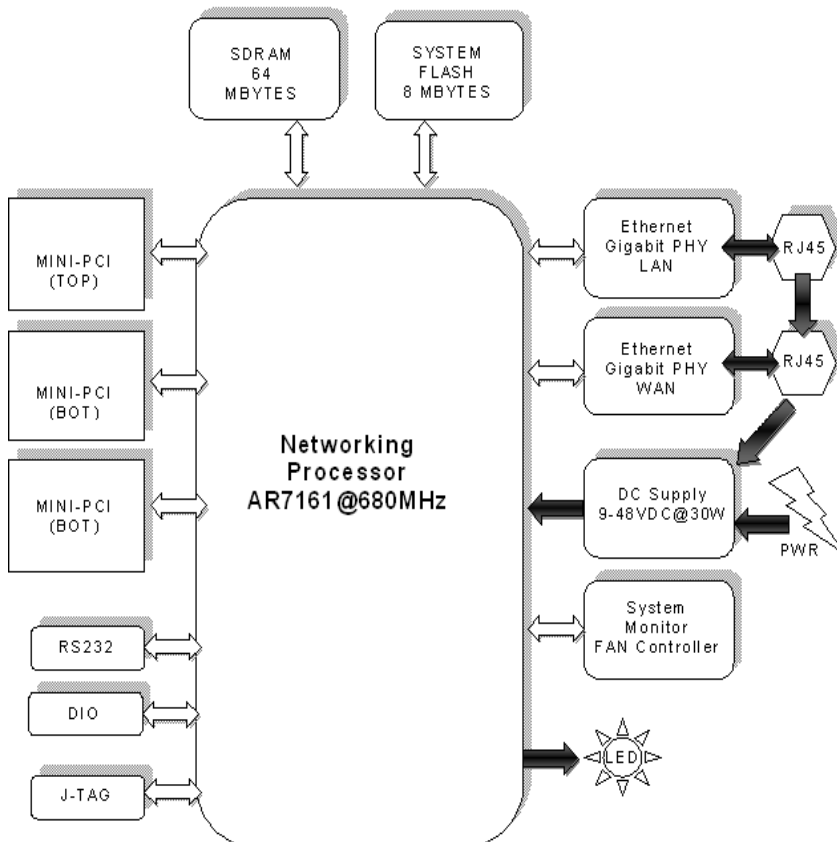 SDRAM
64
MBYTES
SYSTEM
FLASH
8 MBYTES
MINI-PCI
(TOP)
MINI-PCI
(BOT)
MINI-PCI
(BOT)
RS232
DIO
J-TAG
Networking
Processor
AR7161@680MHz
Ethernet
Gigabit PHY
LAN
RJ45
Ethernet
Gigabit PHY
WAN
RJ45
DC Supply
9-48VDC@30W
PWR
System
Monitor
FAN Controller
LED